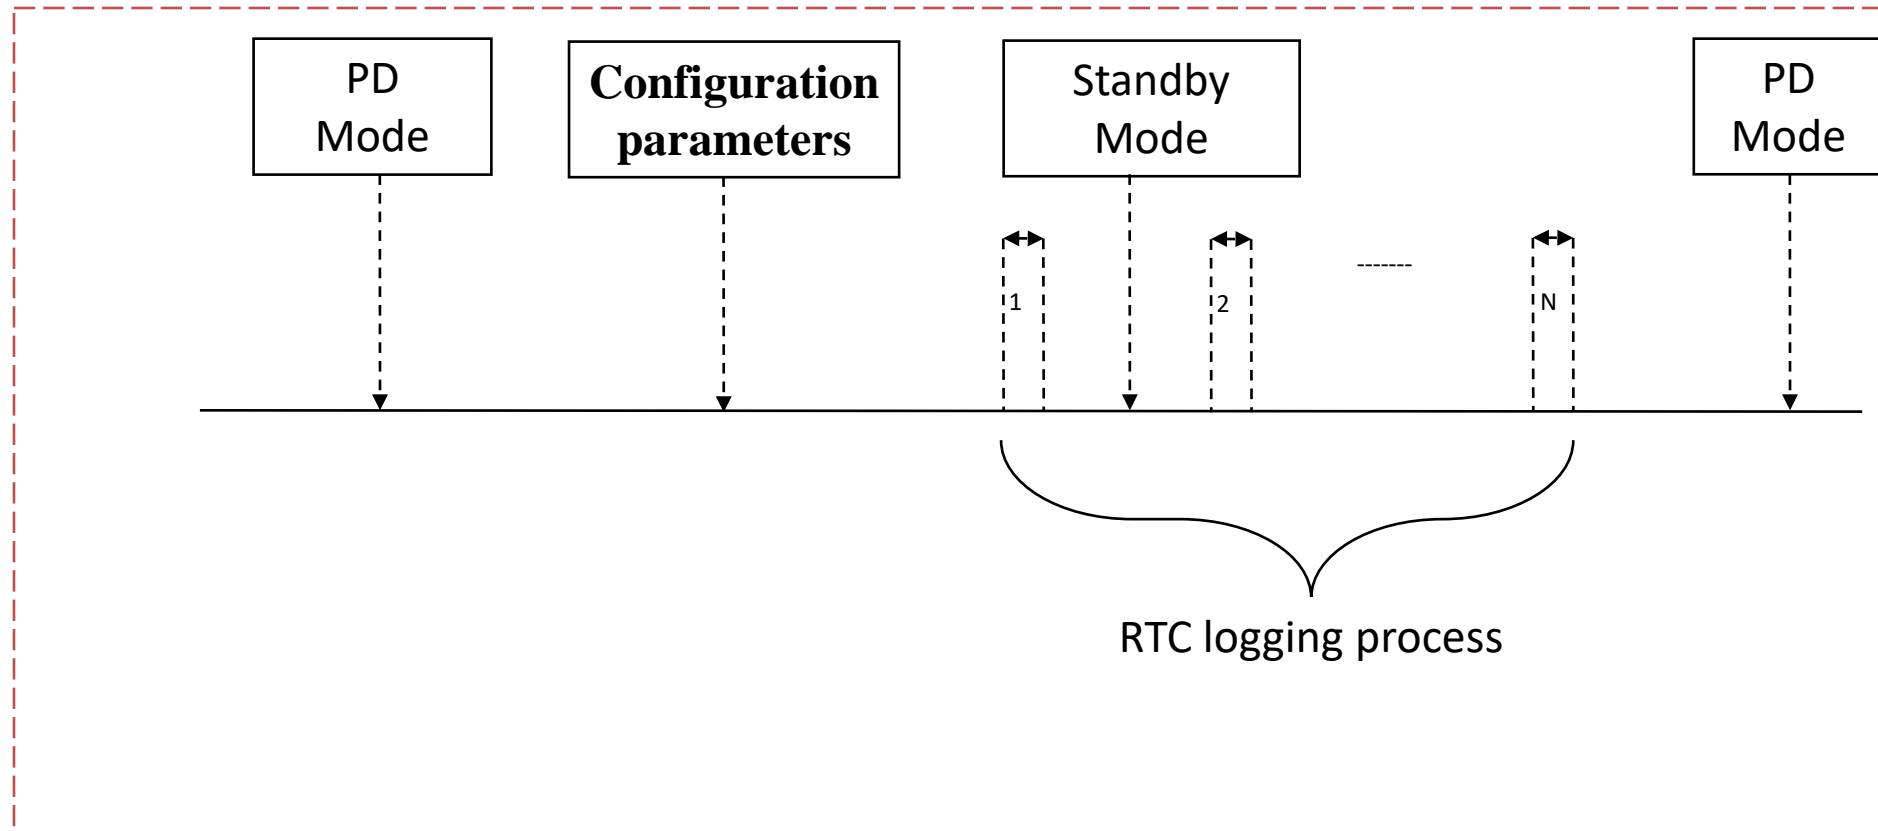 PD
Mode
Configuration
parameters
Standby
Mode
PD
Mode
1
2
-------
N
RTC logging process